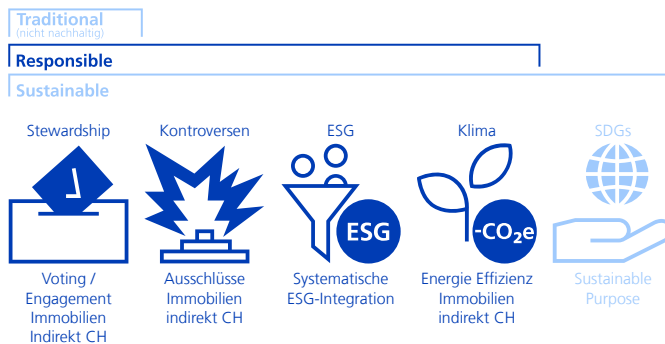 Traditional
(nicht nachhaltig)
Responsible
Sustainable
Stewardship
Kontroversen
ESG
Klima
SDGs
ESG
-CO₂e
Voting /
Engagement
Immobilien
Indirekt CH
Ausschlüsse
Immobilien
indirekt CH
Systematische
ESG-Integration
Energie Effizienz
Immobilien
indirekt CH
Sustainable
Purpose